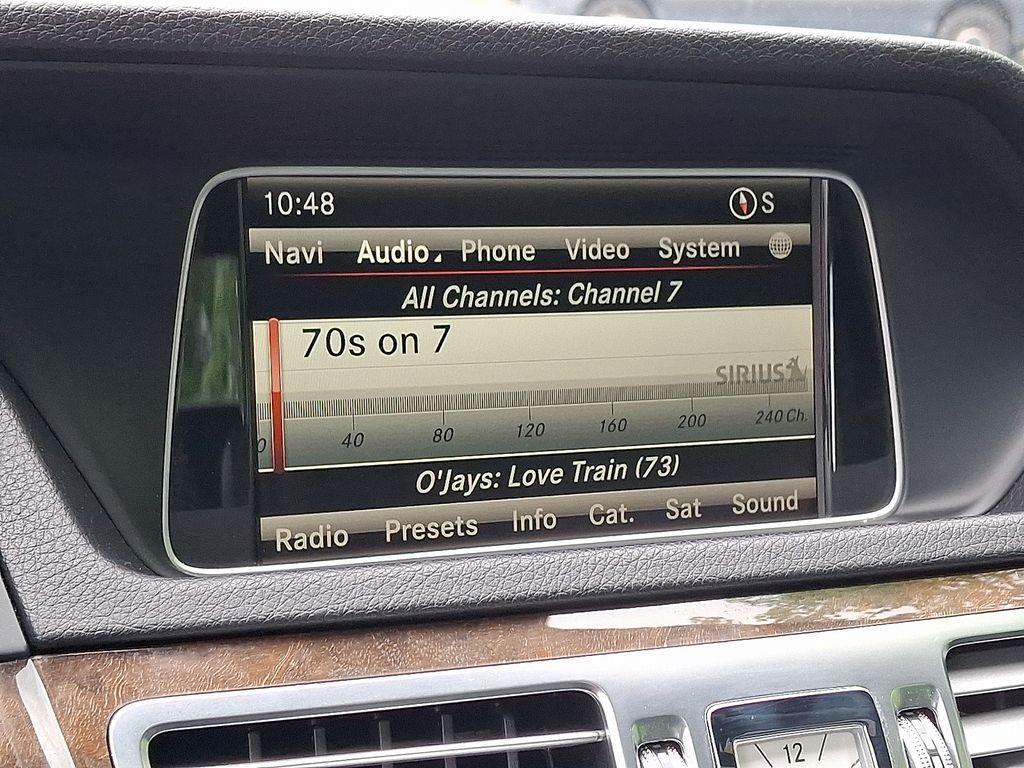 10:48 S
Navi Audio Phone Video System
All Channels: Channel 7
70s on 7
SIRIUS
0 40 80 120 160 200 240 Ch.
O'Jays: Love Train (73)
Radio Presets Info Cat. Sat Sound
12